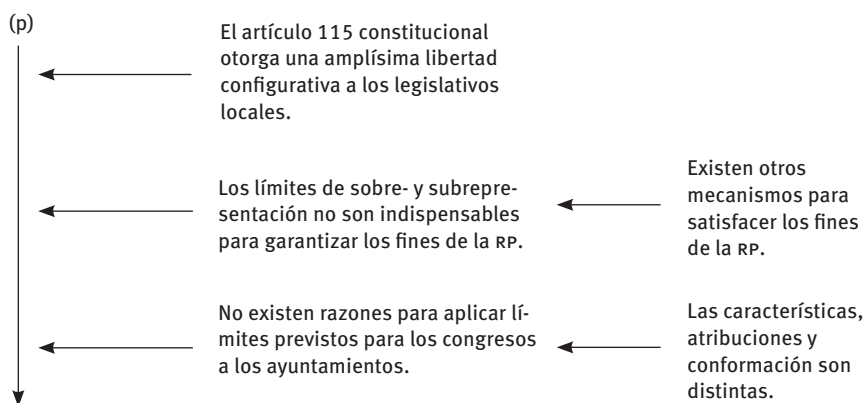 (p)
El artículo 115 constitucional
otorga una amplísima libertad
configurativa a los legislativos
locales.
Los límites de sobre- y subrepre-
sentación no son indispensables
para garantizar los fines de la RP.
Existen otros
mecanismos para
satisfacer los fines
de la RP.
No existen razones para aplicar lí-
mites previstos para los congresos
a los ayuntamientos.
Las características,
atribuciones y
conformación son
distintas.